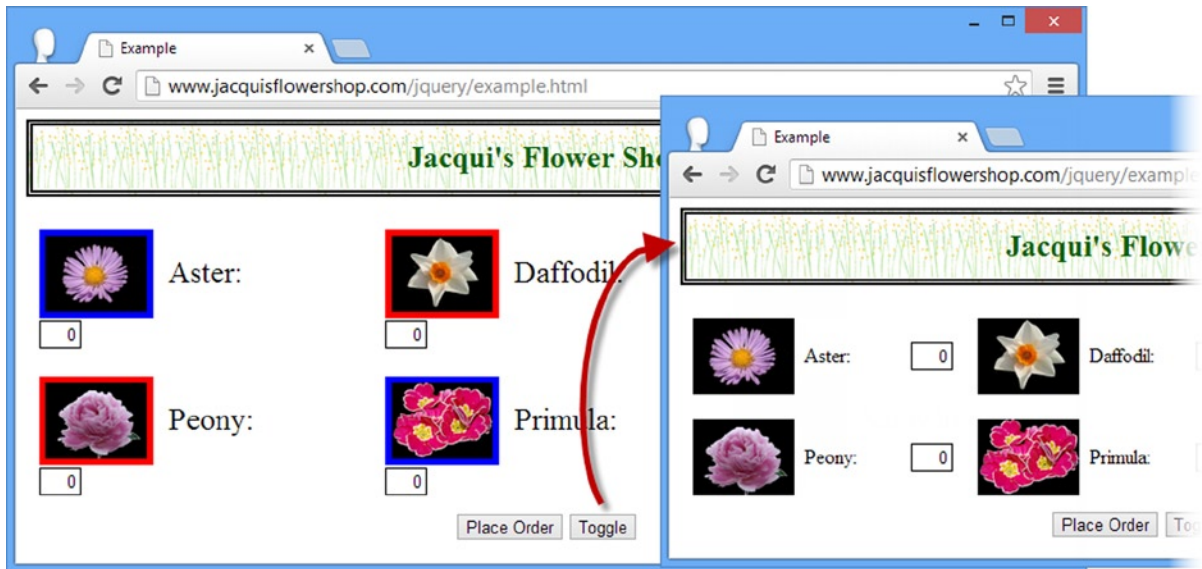 Example
www.jacquisflowershop.com/jquery/example.html
Jacqui's Flower Sho
Aster:
Daffodil:
0
0
Peony:
Primula:
0
0
Place Order Toggle
Example
www.jacquisflowershop.com/jquery/example
Jacqui's Flowe
Aster:
0
Daffodil:
Peony:
0
Primula:
Place Order Tog